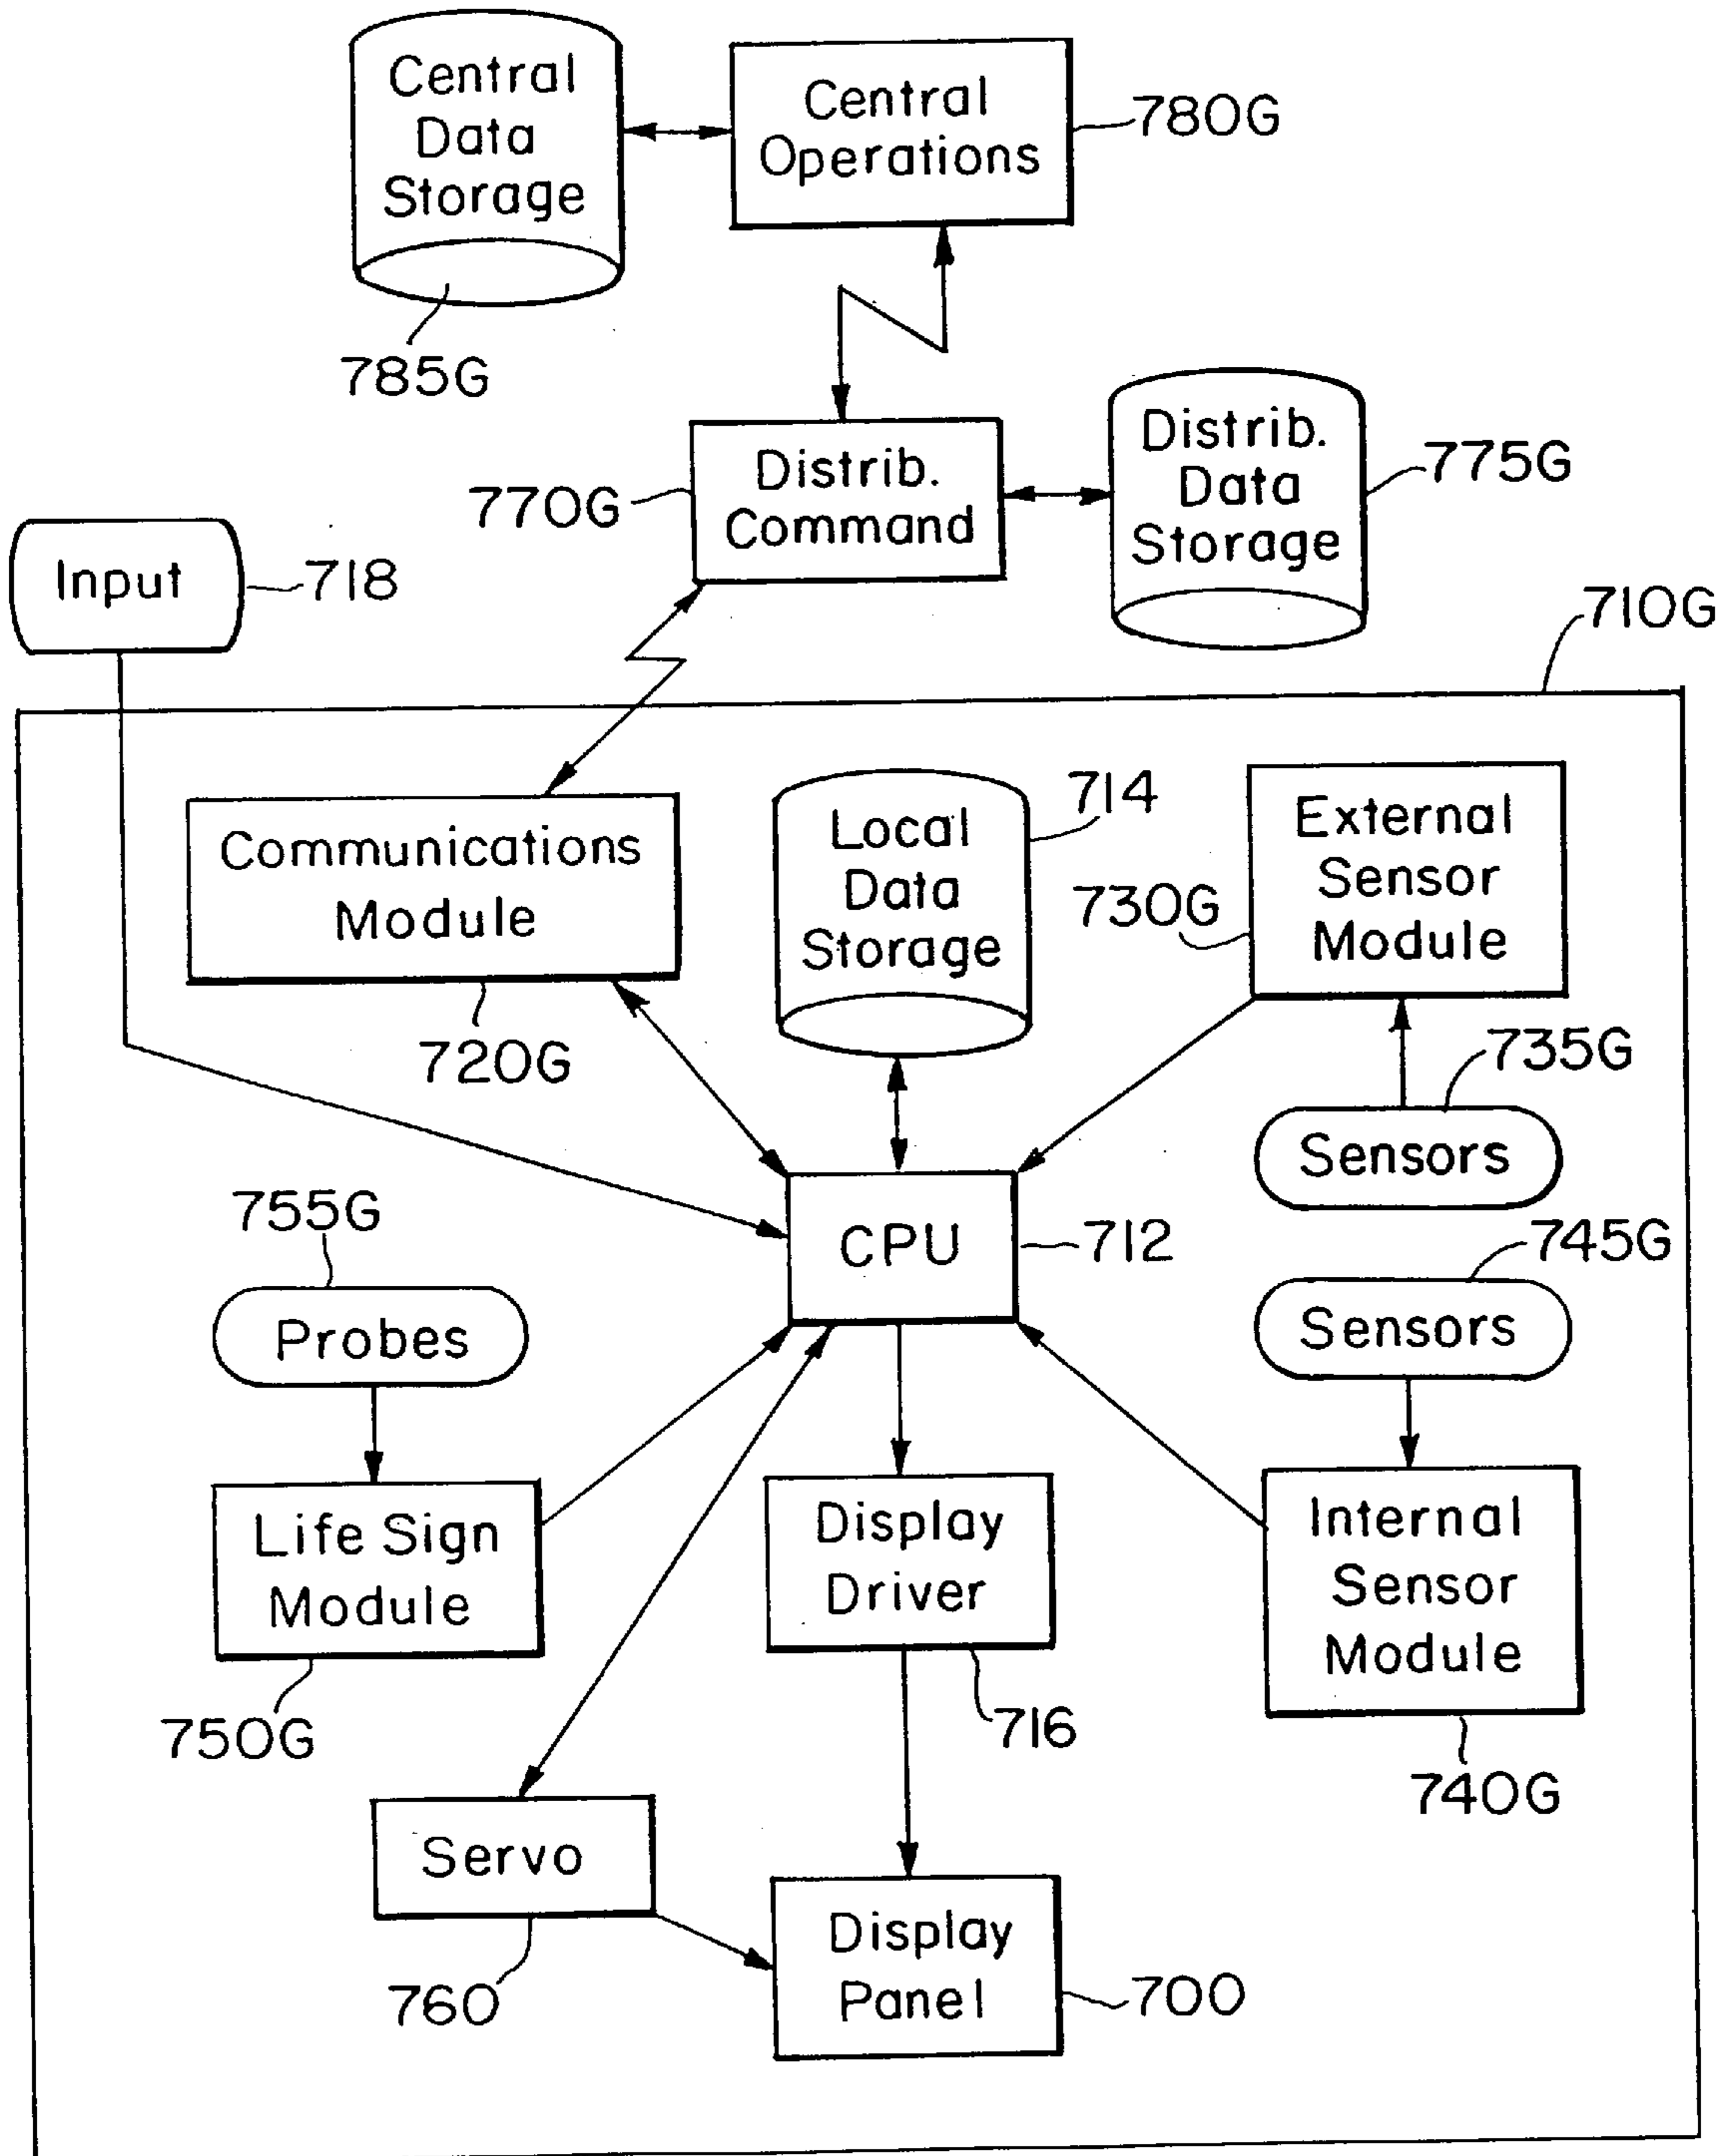 Central
Data
Storage
785G
Central
Operations
780G
Distrib.
Command
770G
Distrib.
Data
Storage
775G
Input
718
710G
Communications
Module
720G
Local
Data
Storage
714
External
Sensor
Module
730G
735G
Sensors
CPU
712
755G
Probes
745G
Sensors
Life Sign
Module
750G
Display
Driver
716
Internal
Sensor
Module
740G
Servo
760
Display
Panel
700